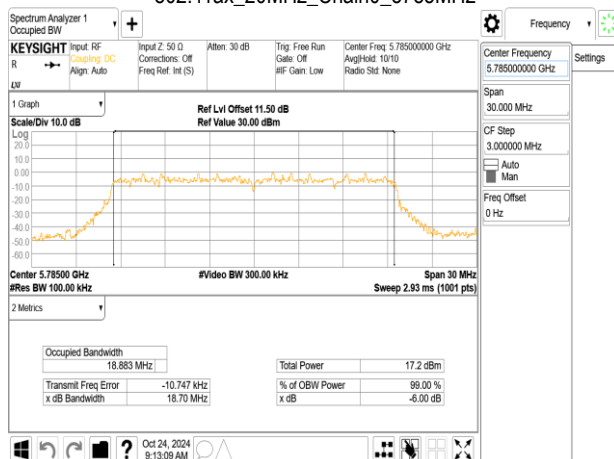 802.11ax_20MHz_Chain0_5785MHz
Spectrum Analyzer 1
Occupied BW
Frequency
KEYSIGHT
R
Input: RF
Coupling: DC
Align: Auto
Input Z: 50 Ω
Corrections: Off
Freq Ref: Int (S)
Atten: 30 dB
Trig: Free Run
Gate: Off
#IF Gain: Low
Center Freq: 5.785000000 GHz
Avg|Hold: 10/10
Radio Std: None
Center Frequency
5.785000000 GHz
Settings
Span
30.000 MHz
CF Step
3.000000 MHz
Auto
Man
Freq Offset
0 Hz
1 Graph
Scale/Div 10.0 dB
Ref Lvl Offset 11.50 dB
Ref Value 30.00 dBm
Log
20.0
10.0
0.00
-10.0
-20.0
-30.0
-40.0
-50.0
-60.0
Center 5.78500 GHz
#Res BW 100.00 kHz
#Video BW 300.00 kHz
Span 30 MHz
Sweep 2.93 ms (1001 pts)
2 Metrics
Occupied Bandwidth
18.883 MHz
Total Power
17.2 dBm
Transmit Freq Error
-10.747 kHz
% of OBW Power
99.00 %
x dB Bandwidth
18.70 MHz
x dB
-6.00 dB
?
Oct 24, 2024
9:13:09 AM